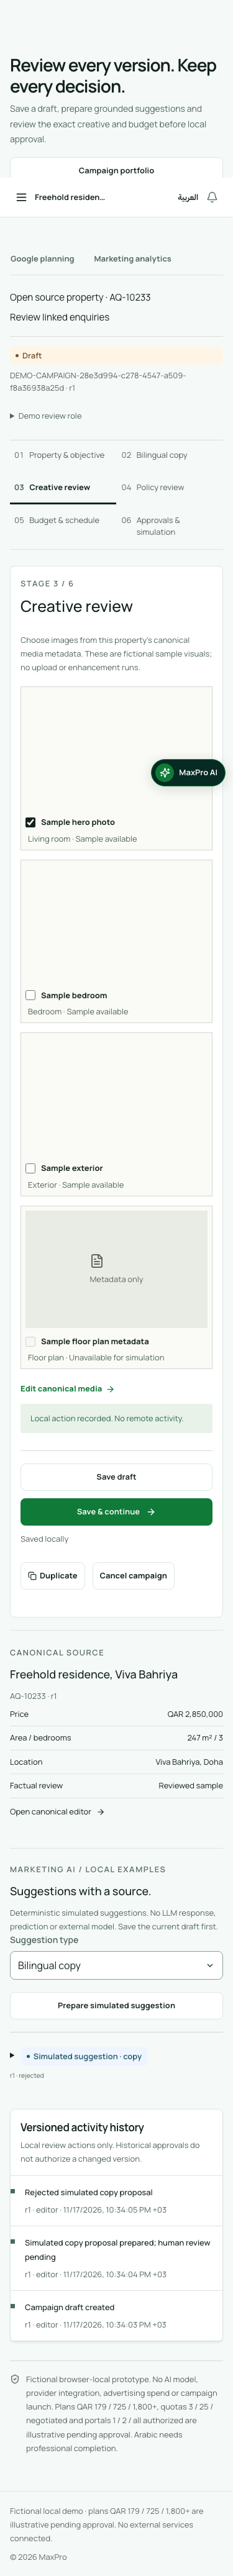 Review every version. Keep
every decision.
Save a draft, prepare grounded suggestions and
review the exact creative and budget before local
approval.
Campaign portfolio
Freehold residen...
العربية
Google planning
Marketing analytics
Open source property · AQ-10233
Review linked enquiries
Draft
DEMO-CAMPAIGN-28e3d994-c278-4547-a509-
f8a36938a25d · r1
Demo review role
01 Property & objective
02 Bilingual copy
03 Creative review
04 Policy review
05 Budget & schedule
06 Approvals &
simulation
STAGE 3 / 6
Creative review
Choose images from this property's canonical
media metadata. These are fictional sample visuals;
no upload or enhancement runs.
MaxPro AI
Sample hero photo
Living room · Sample available
Sample bedroom
Bedroom · Sample available
Sample exterior
Exterior · Sample available
Metadata only
Sample floor plan metadata
Floor plan · Unavailable for simulation
Edit canonical media →
Local action recorded. No remote activity.
Save draft
Save & continue →
Saved locally
Duplicate
Cancel campaign
CANONICAL SOURCE
Freehold residence, Viva Bahriya
AQ-10233 · r1
Price QAR 2,850,000
Area / bedrooms 247 m² / 3
Location Viva Bahriya, Doha
Factual review Reviewed sample
Open canonical editor →
MARKETING AI / LOCAL EXAMPLES
Suggestions with a source.
Deterministic simulated suggestions. No LLM response,
prediction or external model. Save the current draft first.
Suggestion type
Bilingual copy
Prepare simulated suggestion
Simulated suggestion · copy
r1 · rejected
Versioned activity history
Local review actions only. Historical approvals do
not authorize a changed version.
Rejected simulated copy proposal
r1 · editor · 11/17/2026, 10:34:05 PM +03
Simulated copy proposal prepared; human review
pending
r1 · editor · 11/17/2026, 10:34:04 PM +03
Campaign draft created
r1 · editor · 11/17/2026, 10:34:03 PM +03
Fictional browser-local prototype. No AI model,
provider integration, advertising spend or campaign
launch. Plans QAR 179 / 725 / 1,800+, quotas 3 / 25 /
negotiated and portals 1 / 2 / all authorized are
illustrative pending approval. Arabic needs
professional completion.
Fictional local demo · plans QAR 179 / 725 / 1,800+ are
illustrative pending approval. No external services
connected.
© 2026 MaxPro